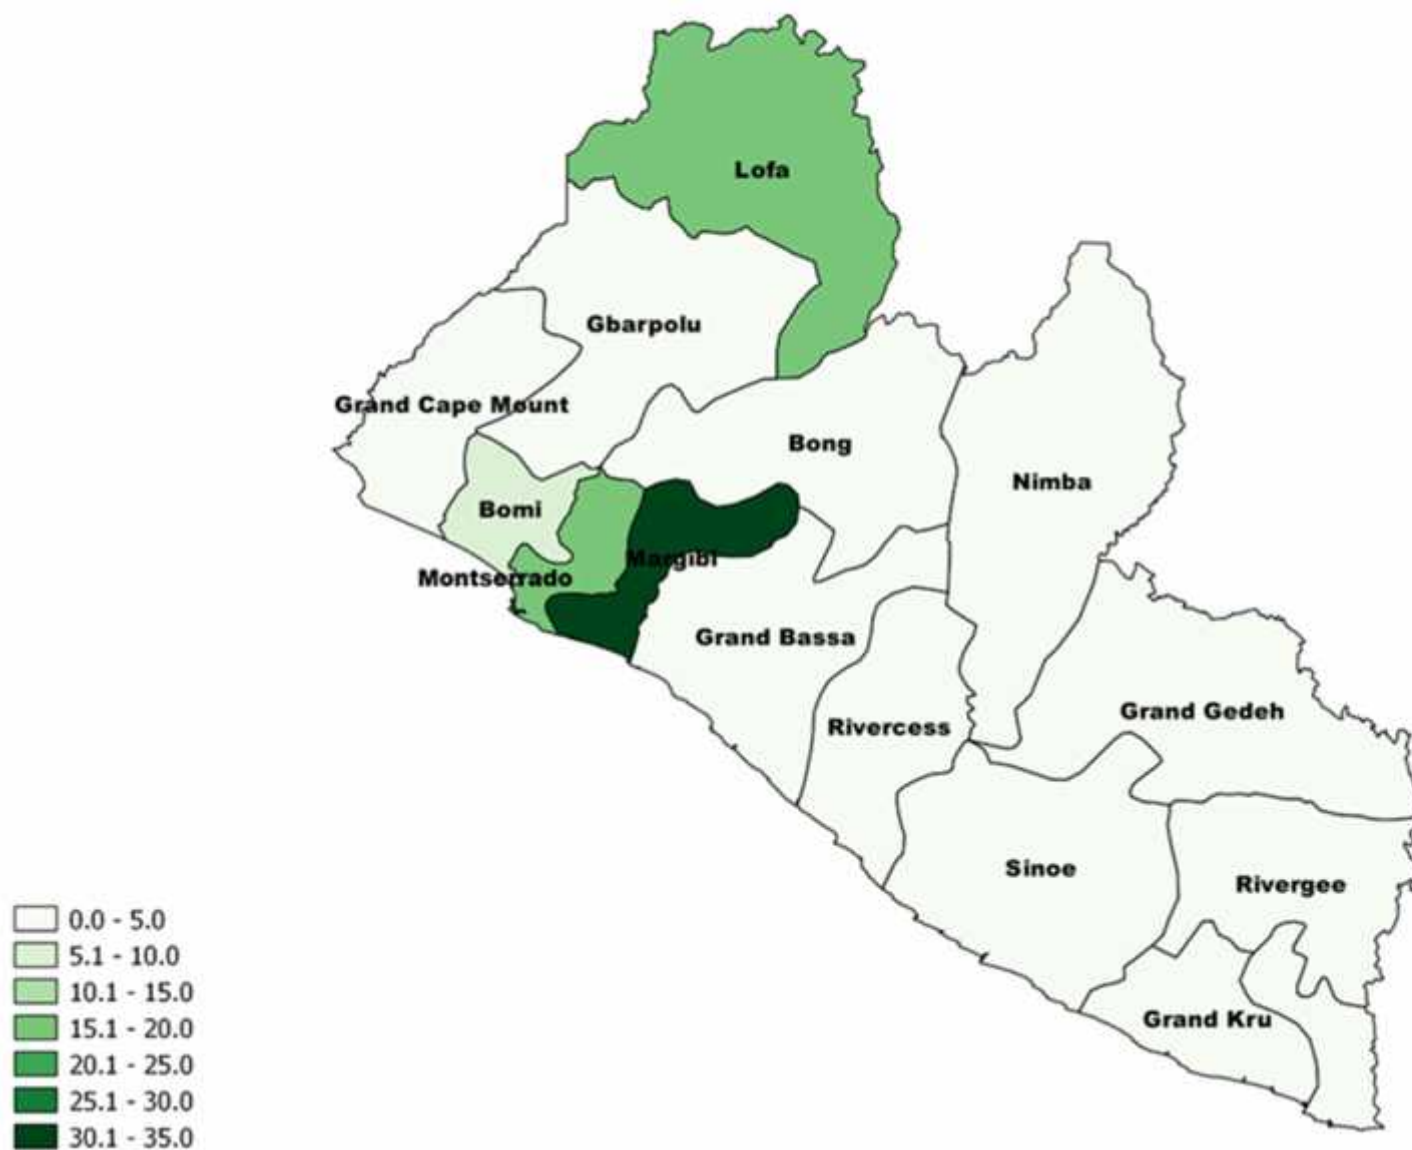 Lofa
Gbarpolu
Grand Cape Mount
Bong
Nimba
Bomi
Margibi
Montserrado
Grand Bassa
Grand Gedeh
Rivercess
Sinoe
Rivergee
Grand Kru
0.0 - 5.0
5.1 - 10.0
10.1 - 15.0
15.1 - 20.0
20.1 - 25.0
25.1 - 30.0
30.1 - 35.0